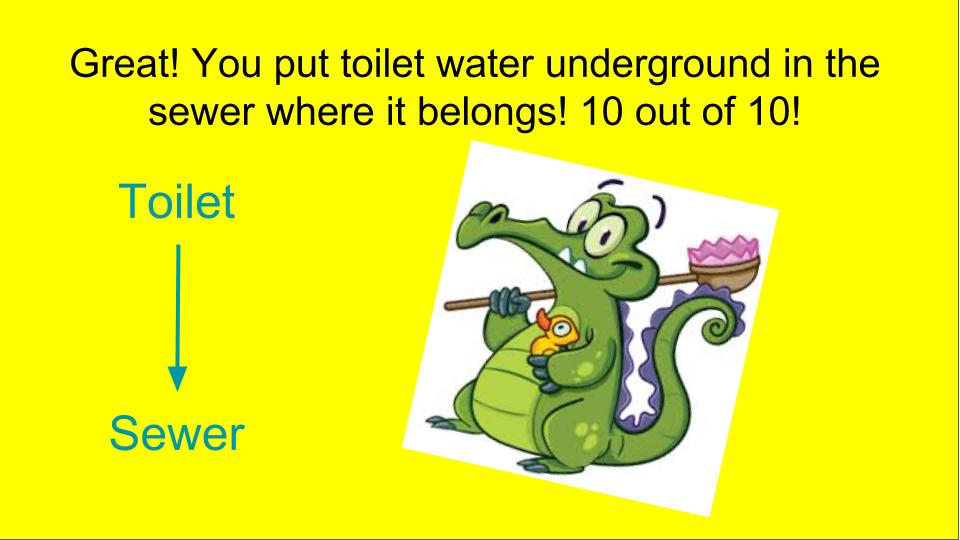 Great! You put toilet water underground in the
sewer where it belongs! 10 out of 10!
Toilet
Sewer